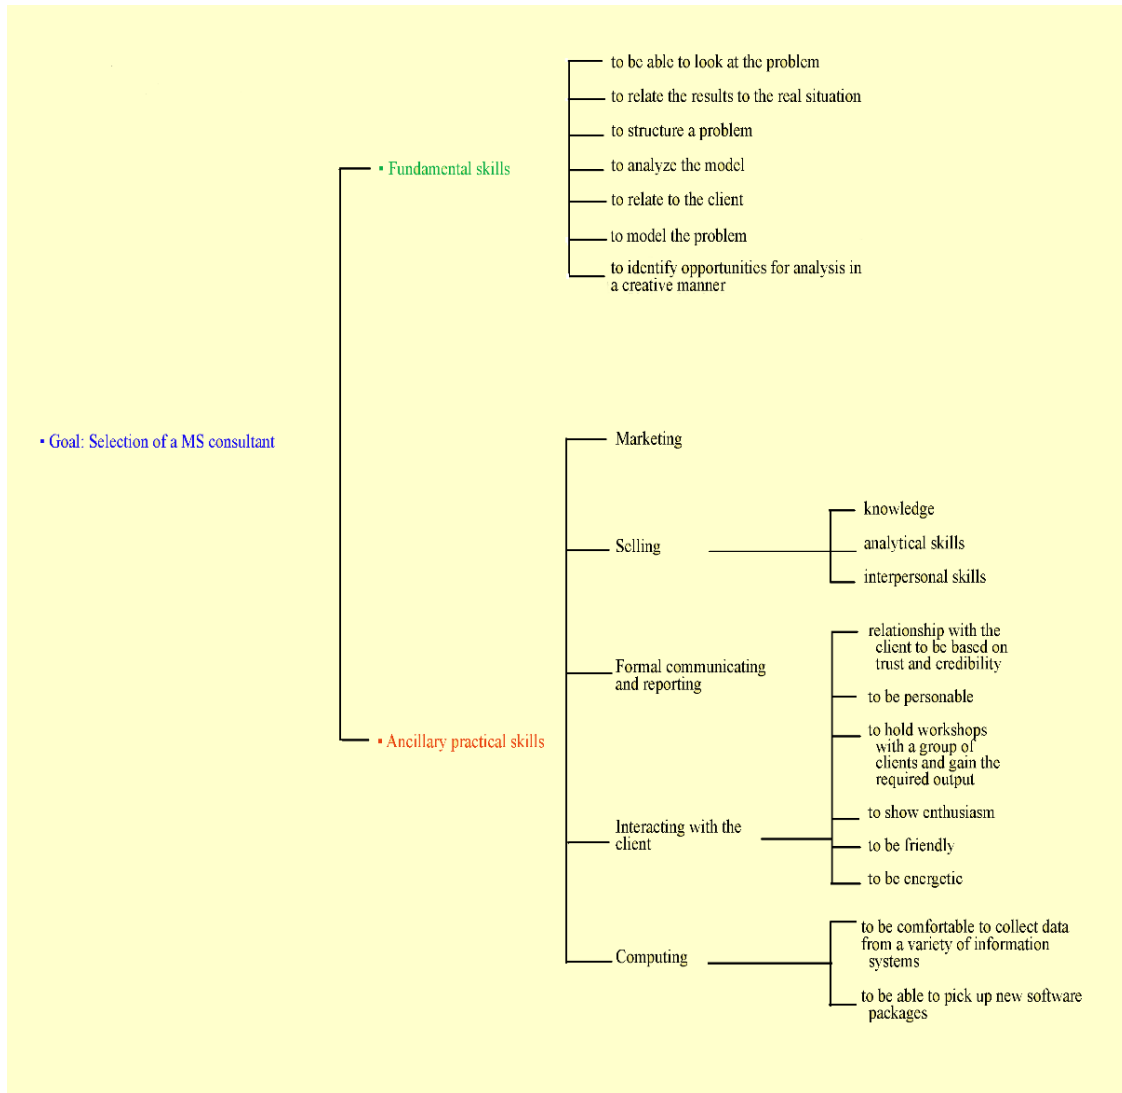 to be able to look at the problem
to relate the results to the real situation
to structure a problem
to analyze the model
▪ Fundamental skills
to relate to the client
to model the problem
to identify opportunities for analysis in
a creative manner
▪ Goal: Selection of a MS consultant
Marketing
Selling
knowledge
analytical skills
interpersonal skills
Formal communicating
and reporting
▪ Ancillary practical skills
relationship with the
client to be based on
trust and credibility
to be personable
to hold workshops
with a group of
clients and gain the
required output
Interacting with the
client
to show enthusiasm
to be friendly
to be energetic
Computing
to be comfortable to collect data
from a variety of information
systems
to be able to pick up new software
packages